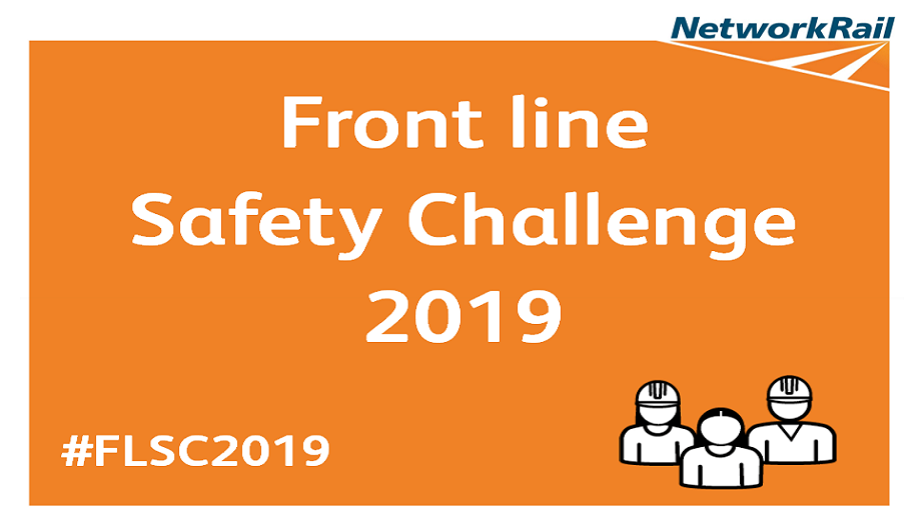 NetworkRail
Front line
Safety Challenge
2019
#FLSC2019